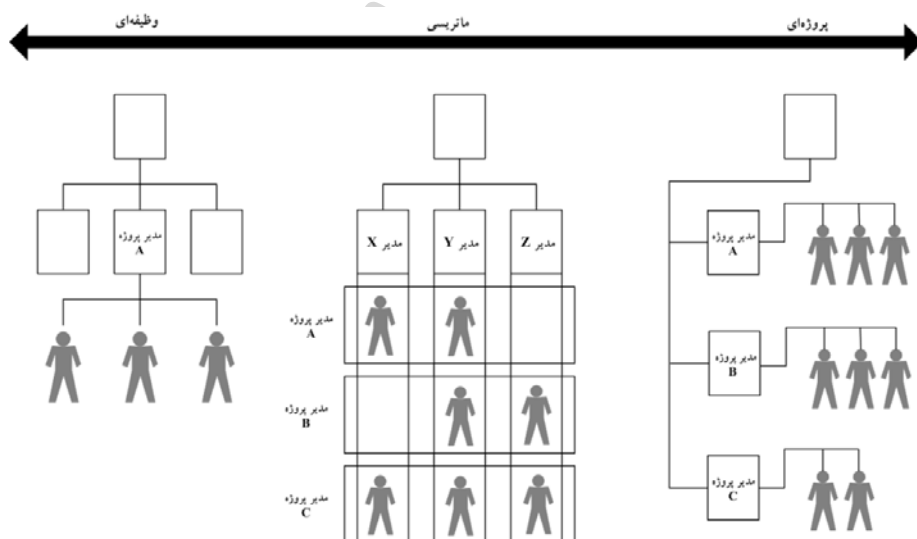 وظیفه‌ای
ماتریسی
پروژه‌ای
مدیر پروژه
A
مدیر X
مدیر Y
مدیر Z
مدیر پروژه
A
مدیر پروژه
B
مدیر پروژه
C
مدیر پروژه
A
مدیر پروژه
B
مدیر پروژه
C